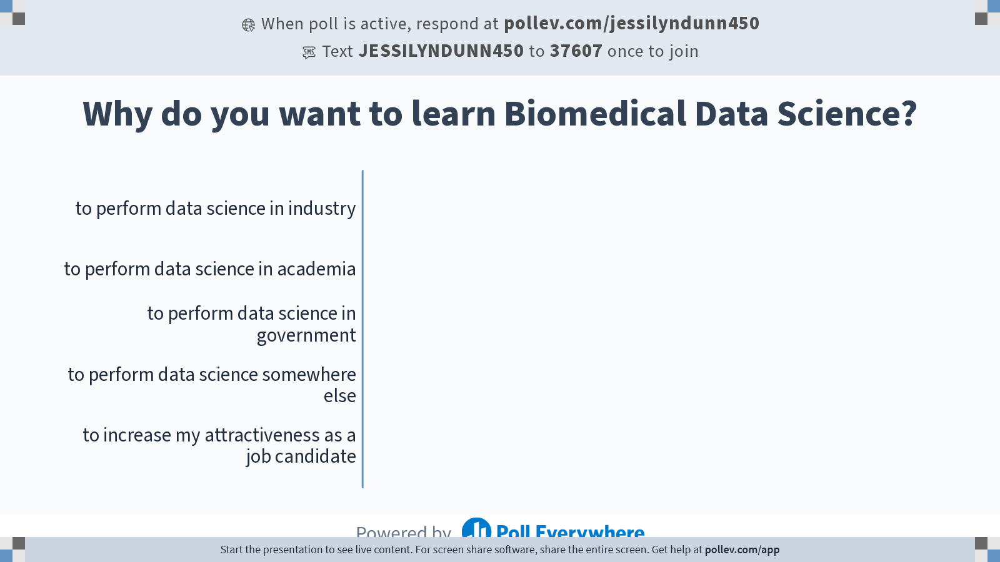 When poll is active, respond at pollev.com/jessilyndunn450
SMS Text JESSILYNDUNN450 to 37607 once to join
Why do you want to learn Biomedical Data Science?
to perform data science in industry
to perform data science in academia
to perform data science in
government
to perform data science somewhere
else
to increase my attractiveness as a
job candidate
Powered by Poll Everywhere
Start the presentation to see live content. For screen share software, share the entire screen. Get help at pollev.com/app